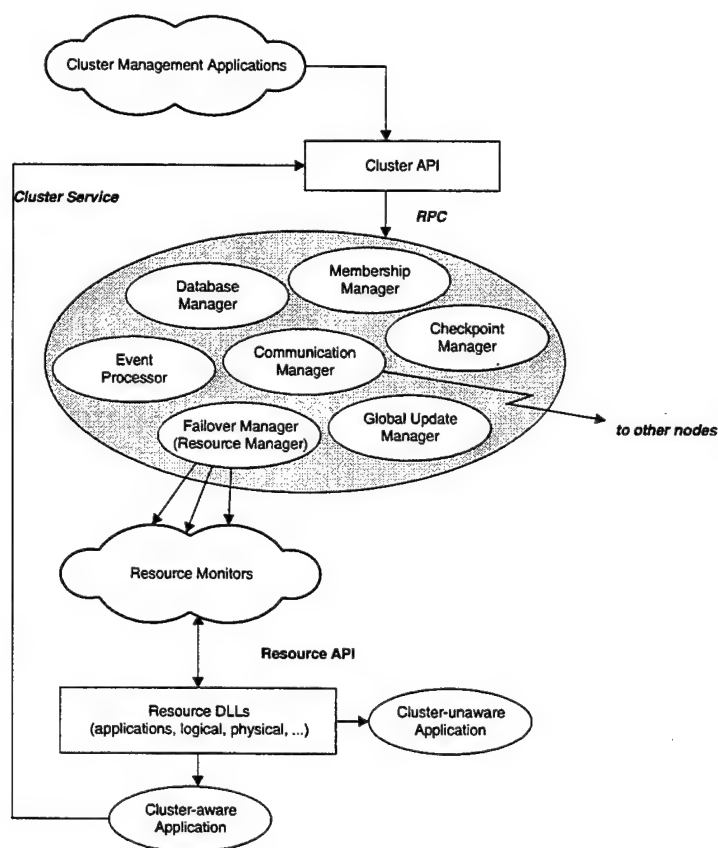 Cluster Management Applications
Cluster API
Cluster Service
RPC
Database
Manager
Membership
Manager
Checkpoint
Manager
Event
Processor
Communication
Manager
Failover Manager
(Resource Manager)
Global Update
Manager
to other nodes
Resource Monitors
Resource API
Resource DLLs
(applications, logical, physical, ...)
Cluster-unaware
Application
Cluster-aware
Application